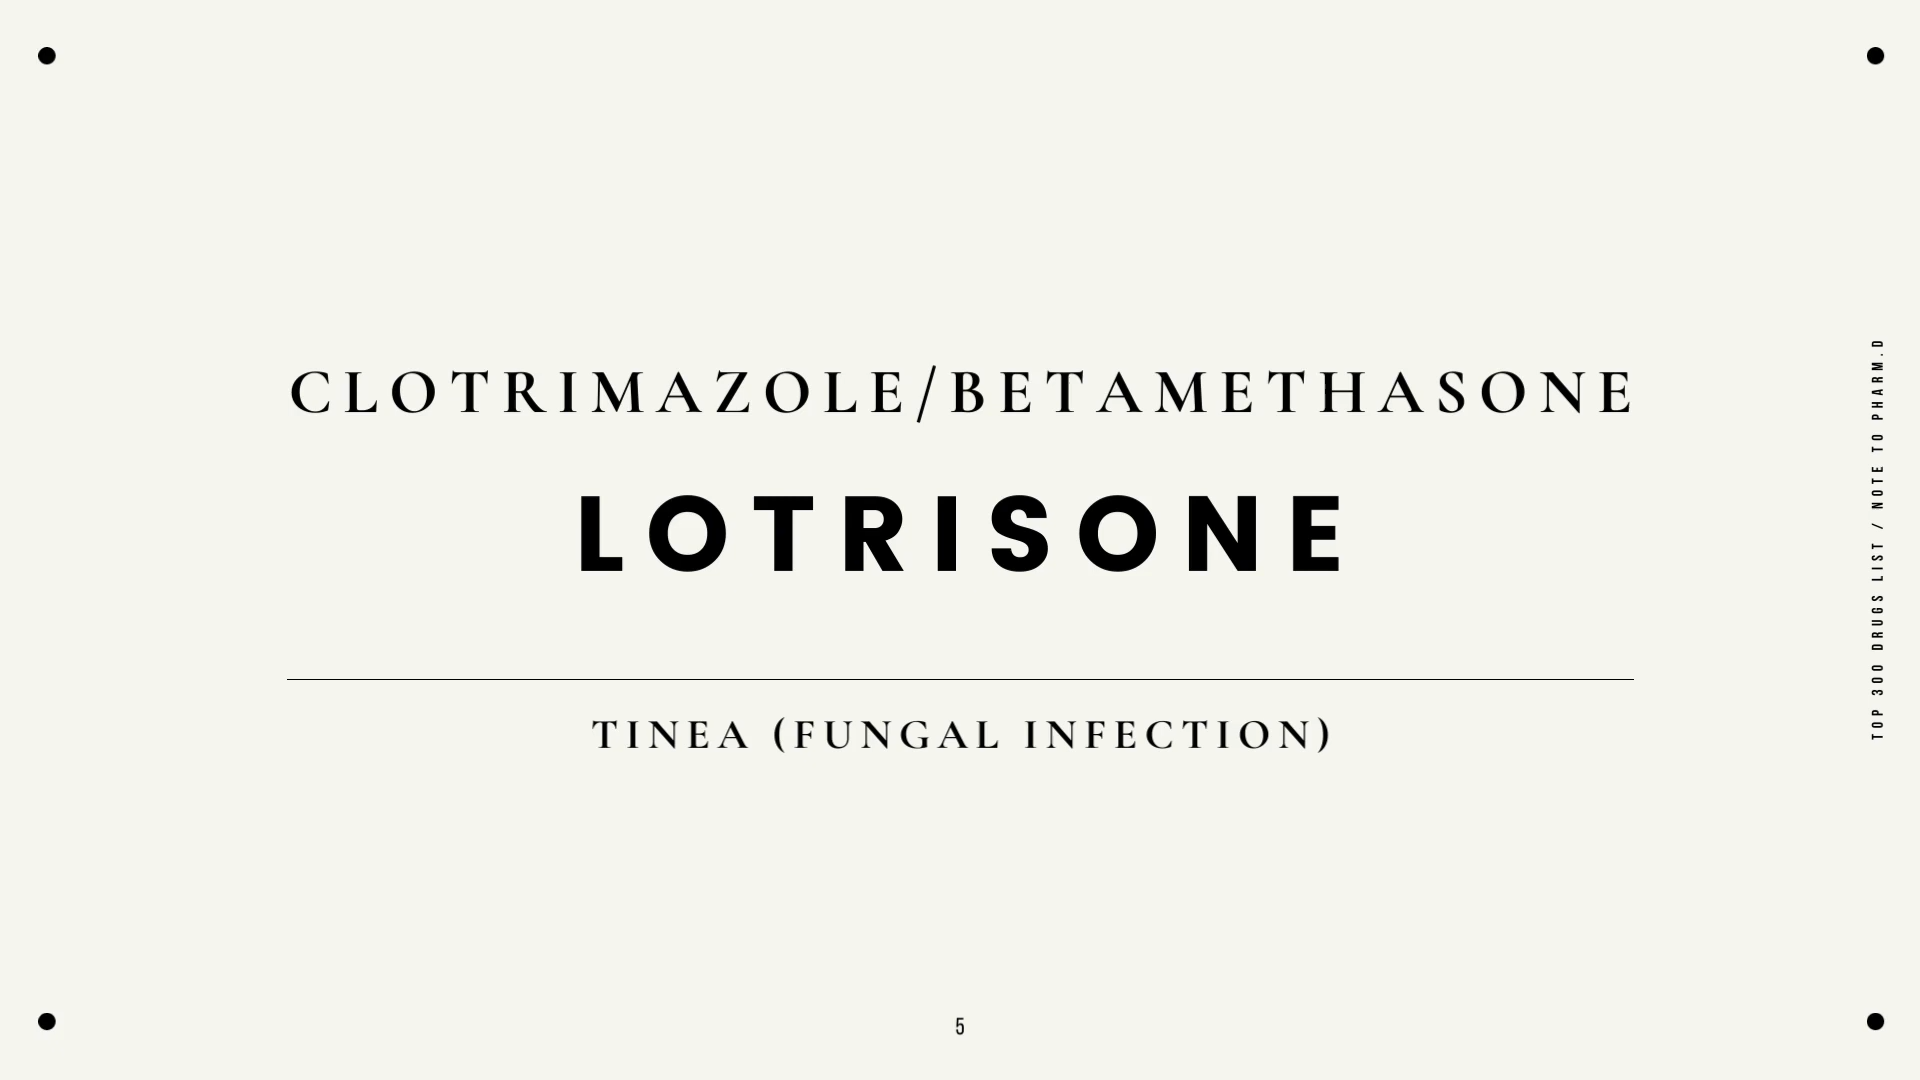 CLOTRIMAZOLE/BETAMETHASONE
LOTRISONE
TINEA (FUNGAL INFECTION)
5
TOP 300 DRUGS LIST / NOTE TO PHARM.D